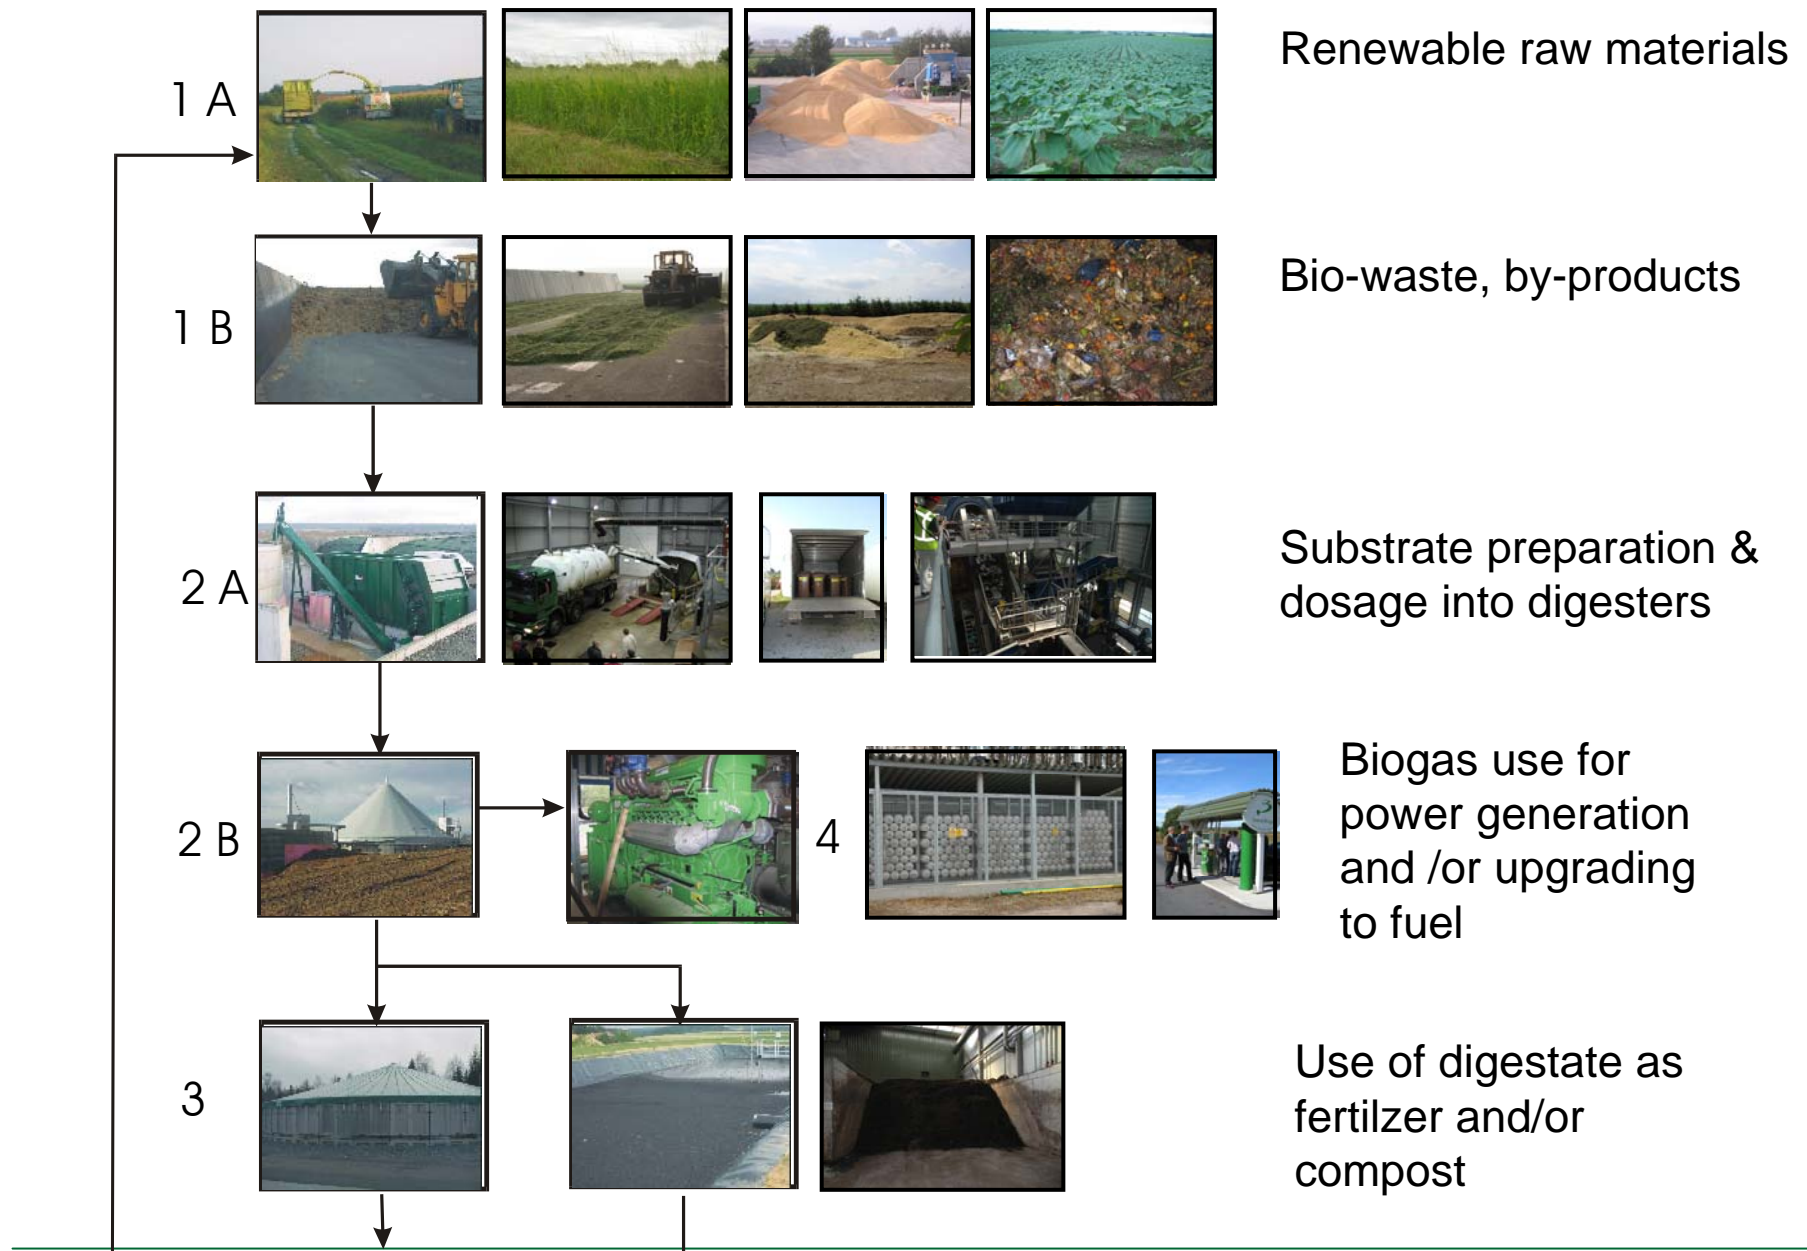 1 A
Renewable raw materials
1 B
Bio-waste, by-products
2 A
Substrate preparation &
dosage into digesters
2 B
4
Biogas use for
power generation
and /or upgrading
to fuel
3
Use of digestate as
fertilzer and/or
compost